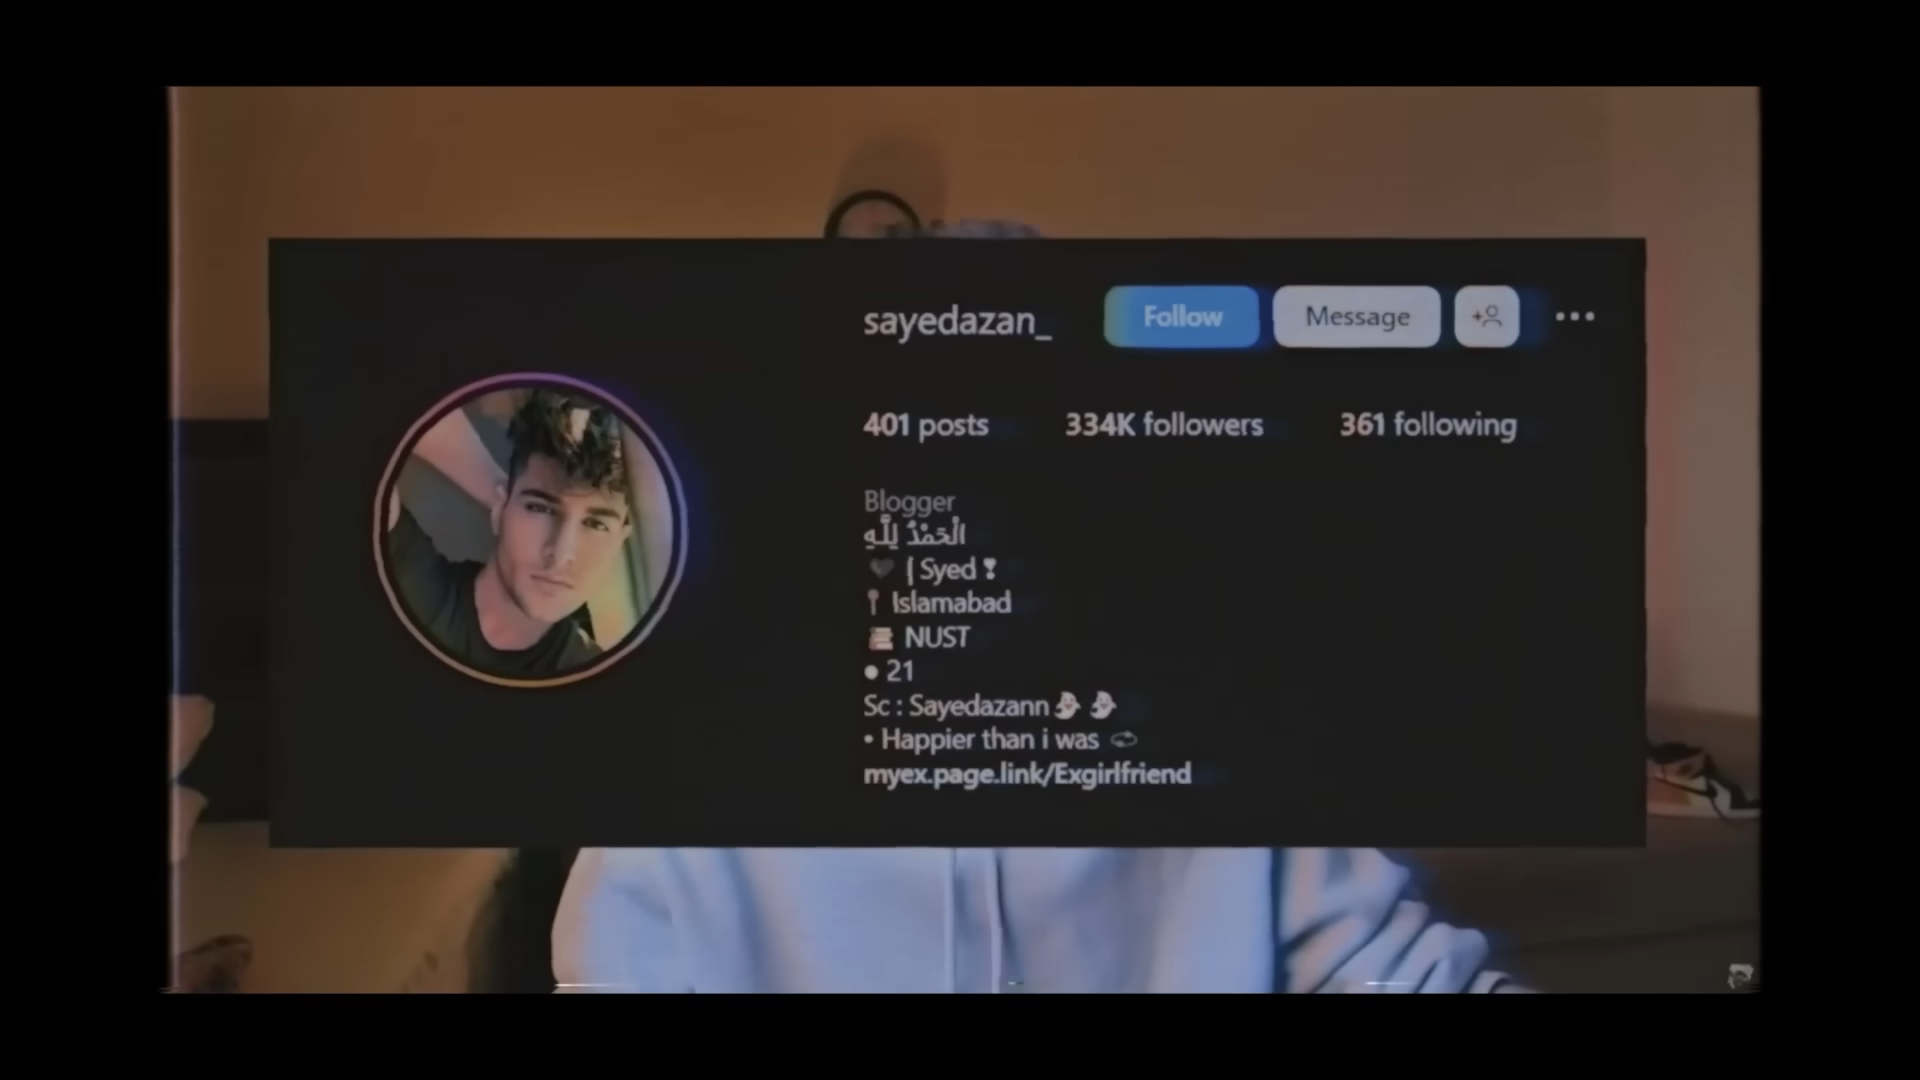 sayedazan_ Follow Message
401 posts 334K followers 361 following
Blogger
الْحَمْدُ لِلَّهِ
🖤 | Syed ❣
📍 Islamabad
📚 NUST
● 21
Sc : Sayedazann 👻 👻
• Happier than i was
myex.page.link/Exgirlfriend